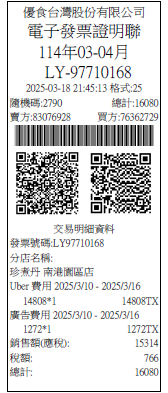 優食台灣股份有限公司
電子發票證明聯
114年03-04月
LY-97710168
2025-03-18 21:45:13 格式:25
隨機碼:2790 總計:16080
賣方:83076928 買方:76362729
交易明細資料
發票號碼:LY97710168
分店名稱:
珍煮丹 南港園區店
Uber 費用 2025/3/10 - 2025/3/16
14808*1 14808TX
廣告費用 2025/3/10 - 2025/3/16
1272*1 1272TX
銷售額(應稅): 15314
稅額: 766
總計: 16080